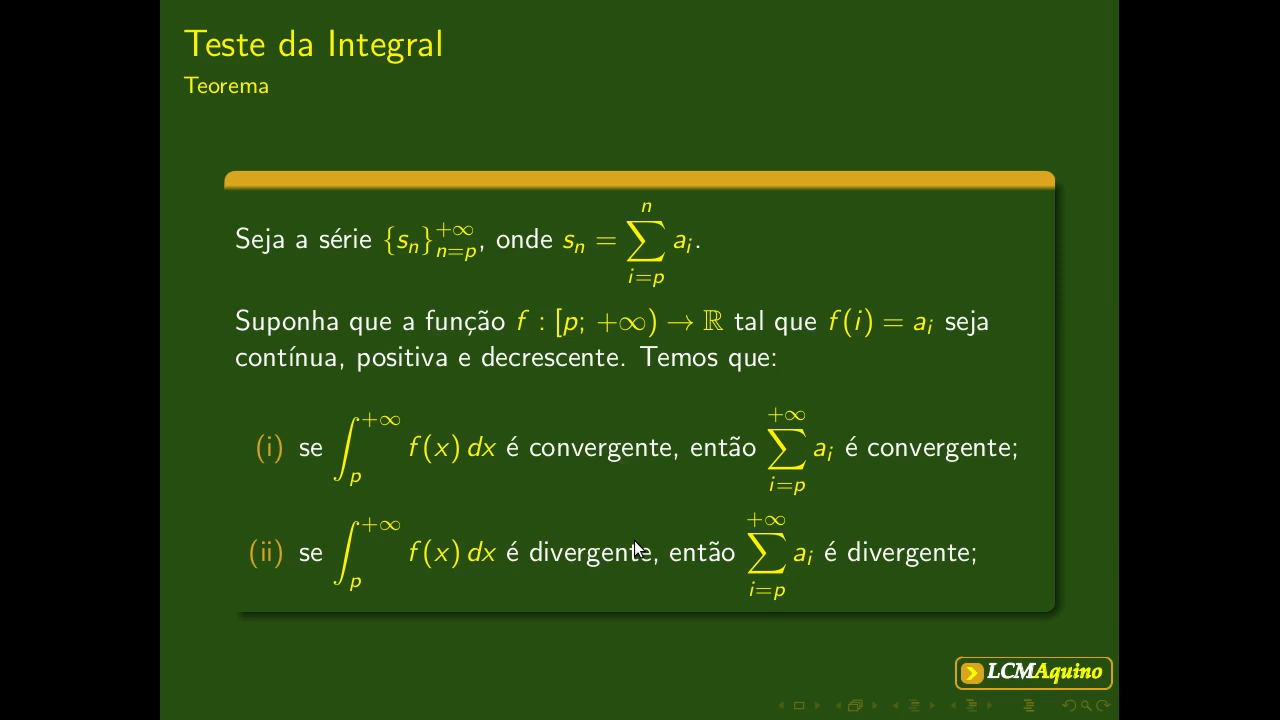 Teste da Integral
Teorema
Seja a série {sₙ}ₙ₌ₚ⁺∞, onde sₙ = ∑ᵢ₌ₚⁿ aᵢ.
Suponha que a função f : [p; +∞) → ℝ tal que f(i) = aᵢ seja
contínua, positiva e decrescente. Temos que:
(i) se ∫ₚ⁺∞ f(x) dx é convergente, então ∑ᵢ₌ₚ⁺∞ aᵢ é convergente;
(ii) se ∫ₚ⁺∞ f(x) dx é divergente, então ∑ᵢ₌ₚ⁺∞ aᵢ é divergente;
LCMAquino